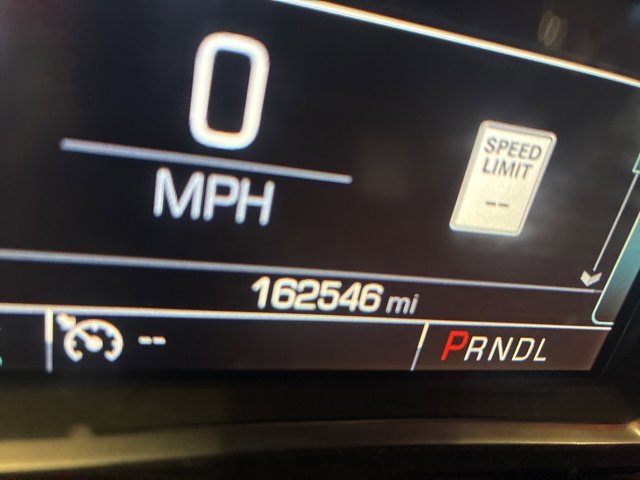 0
MPH
SPEED
LIMIT
--
162546 mi
--
PRNDL